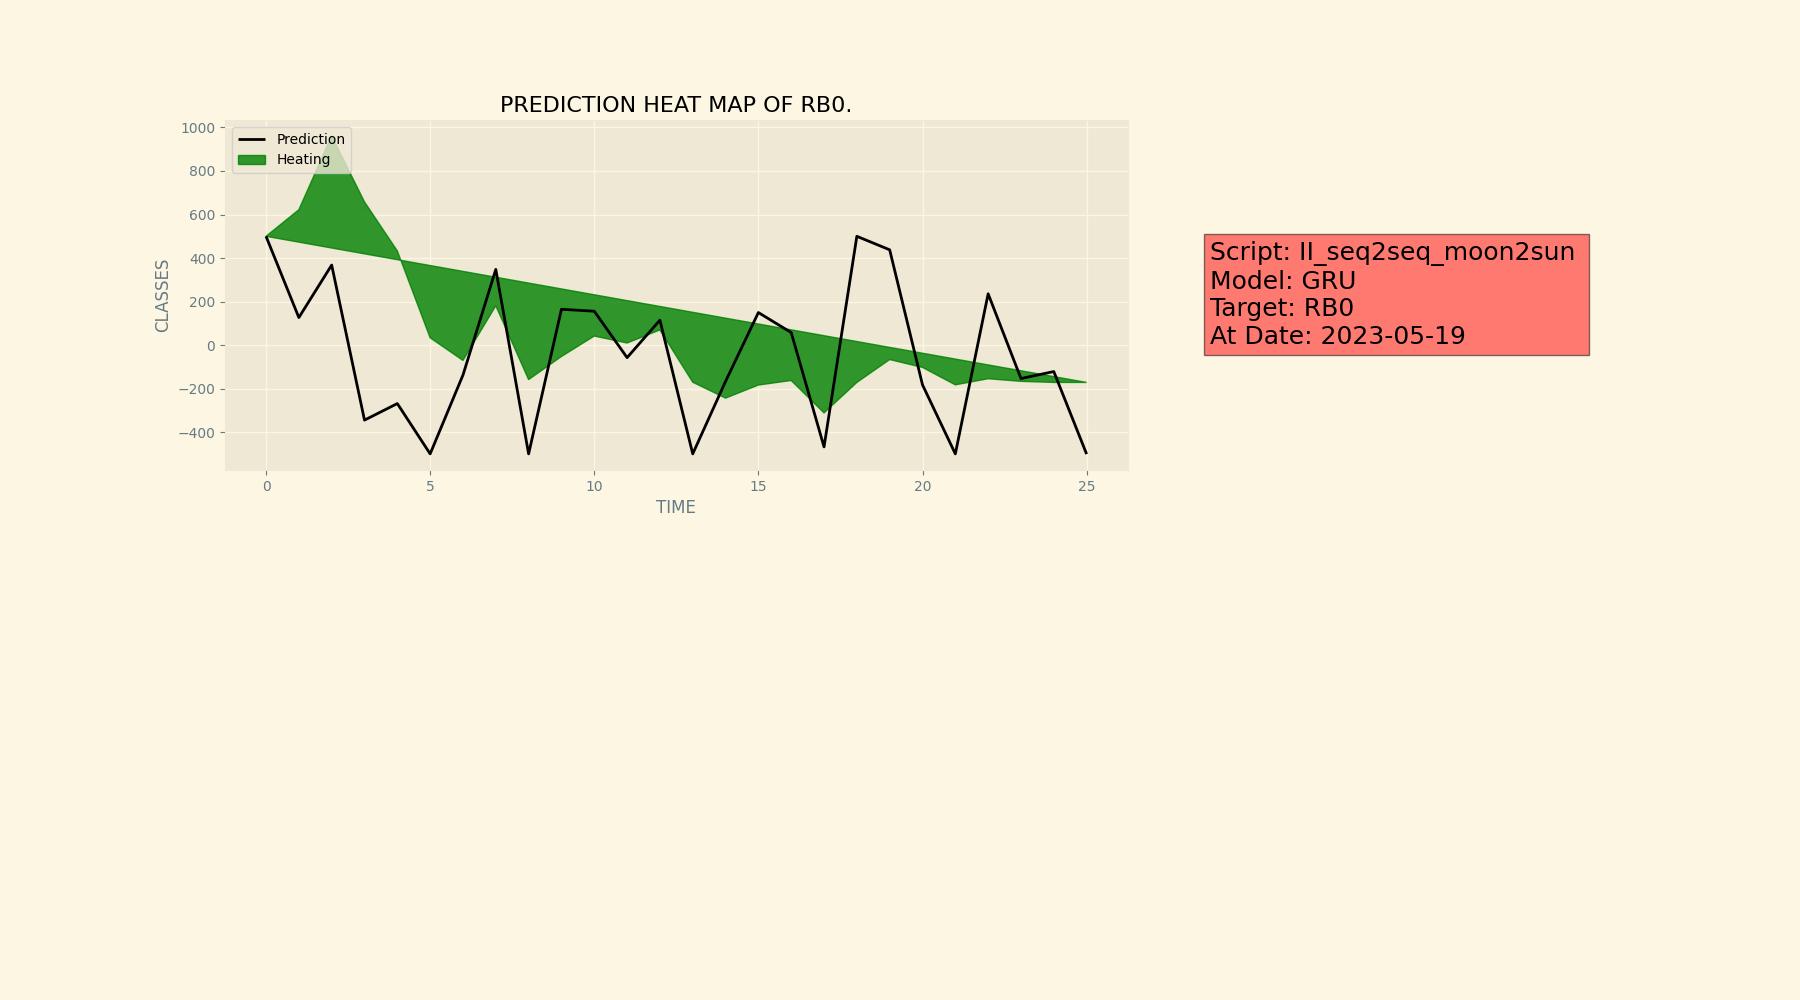 PREDICTION HEAT MAP OF RB0.
Prediction
Heating
1000
800
600
400
200
0
−200
−400
CLASSES
0
5
10
15
20
25
TIME
Script: II_seq2seq_moon2sun
Model: GRU
Target: RB0
At Date: 2023-05-19